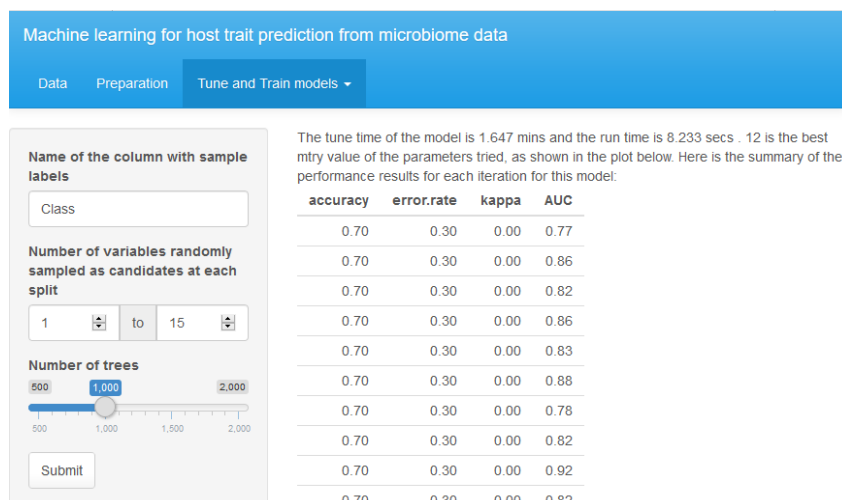 Machine learning for host trait prediction from microbiome data
Data Preparation Tune and Train models
Name of the column with sample
labels
Class
Number of variables randomly
sampled as candidates at each
split
1 to 15
Number of trees
500 1,000 2,000
500 1,000 1,500 2,000
Submit
The tune time of the model is 1.647 mins and the run time is 8.233 secs . 12 is the best
mtry value of the parameters tried, as shown in the plot below. Here is the summary of the
performance results for each iteration for this model:
accuracy error.rate kappa AUC
0.70 0.30 0.00 0.77
0.70 0.30 0.00 0.86
0.70 0.30 0.00 0.82
0.70 0.30 0.00 0.86
0.70 0.30 0.00 0.83
0.70 0.30 0.00 0.88
0.70 0.30 0.00 0.78
0.70 0.30 0.00 0.82
0.70 0.30 0.00 0.92
0.70 0.30 0.00 0.82